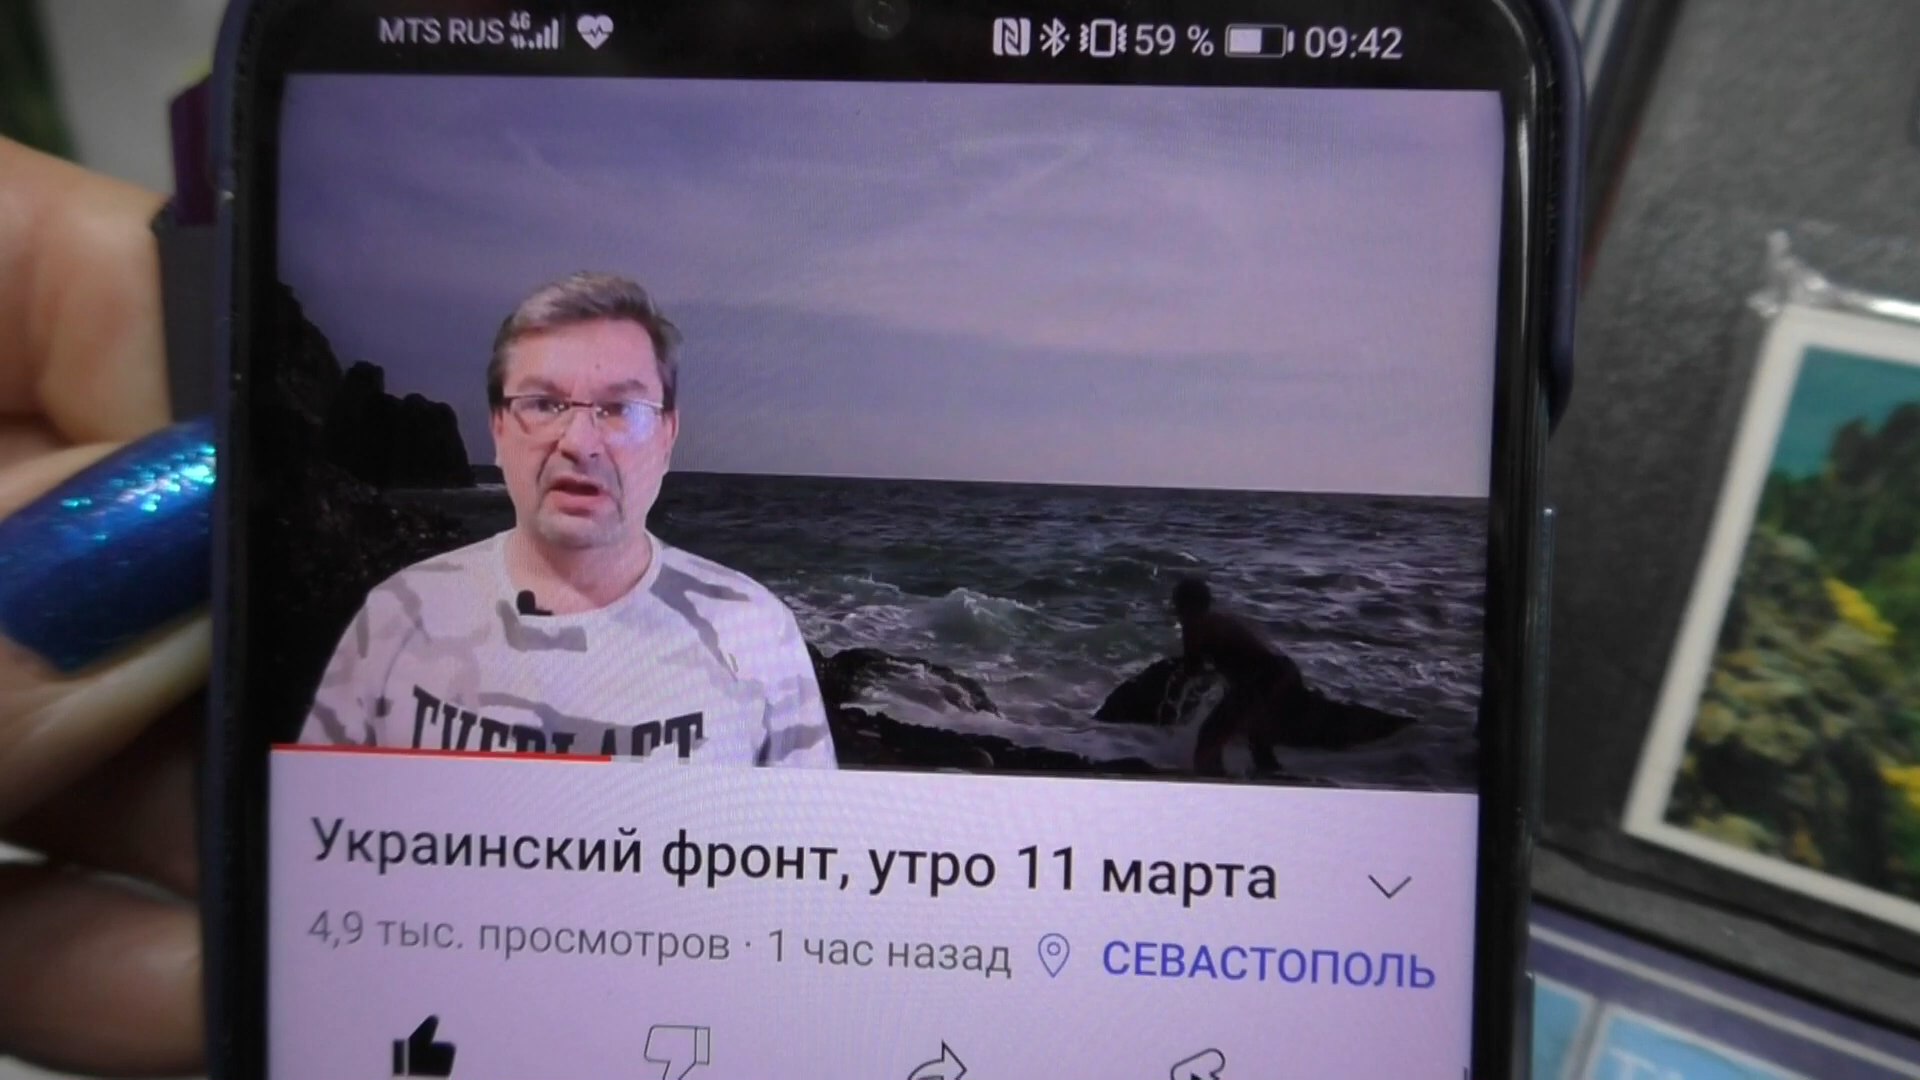 MTS RUS 4G 59 % 09:42
EVERLAST
Украинский фронт, утро 11 марта
4,9 тыс. просмотров · 1 час назад СЕВАСТОПОЛЬ